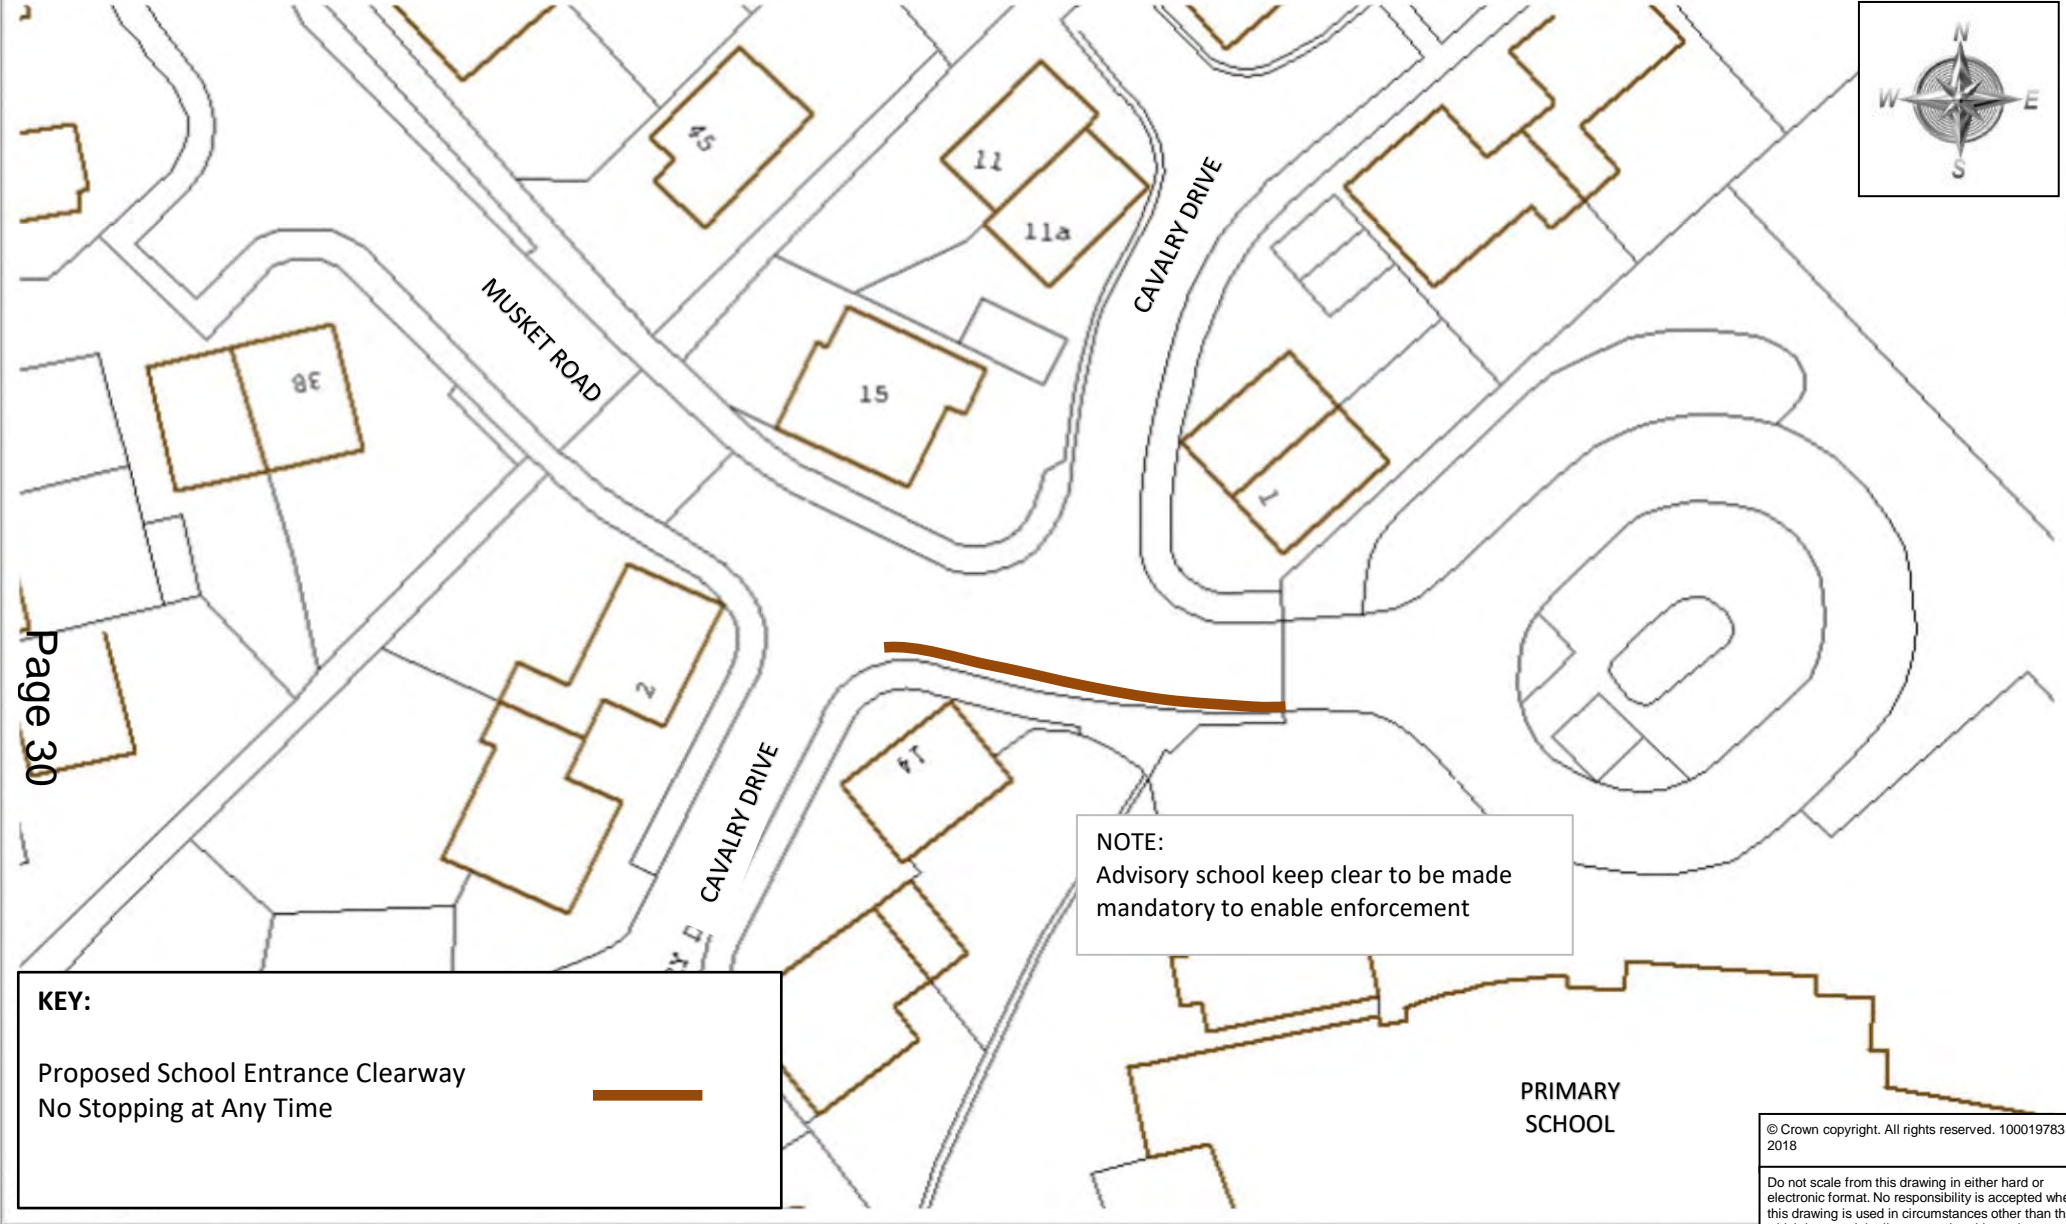 N
W E
S
45
11
11a
CAVALRY DRIVE
MUSKET ROAD
38
15
1
2
14
CAVALRY DRIVE
Page 30
NOTE:
Advisory school keep clear to be made
mandatory to enable enforcement
KEY:
Proposed School Entrance Clearway
No Stopping at Any Time
PRIMARY
SCHOOL
© Crown copyright. All rights reserved. 100019783
2018
Do not scale from this drawing in either hard or
electronic format. No responsibility is accepted
this drawing is used in circumstances other than